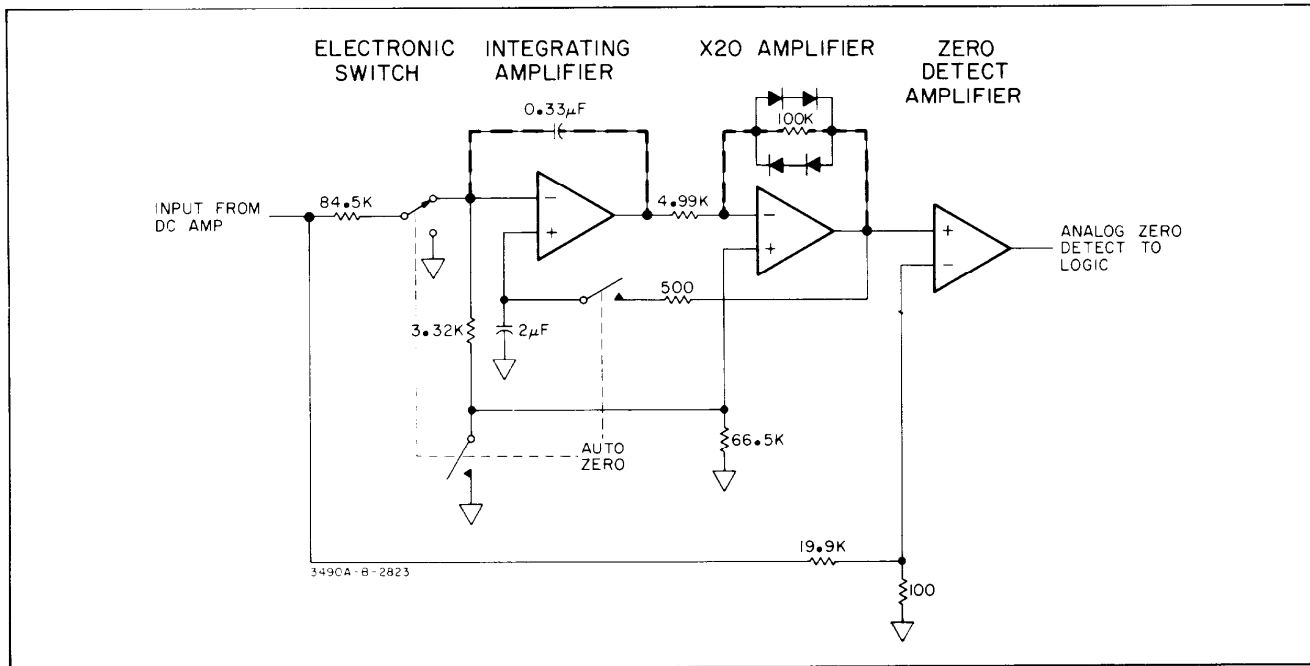 ELECTRONIC
SWITCH
INTEGRATING
AMPLIFIER
X20 AMPLIFIER
ZERO
DETECT
AMPLIFIER
0.33µF
100K
84.5K
4.99K
INPUT FROM
DC AMP
−
+
−
+
+
−
ANALOG ZERO
DETECT TO
LOGIC
500
3.32K
2µF
66.5K
AUTO
ZERO
19.9K
3490A-B-2823
100